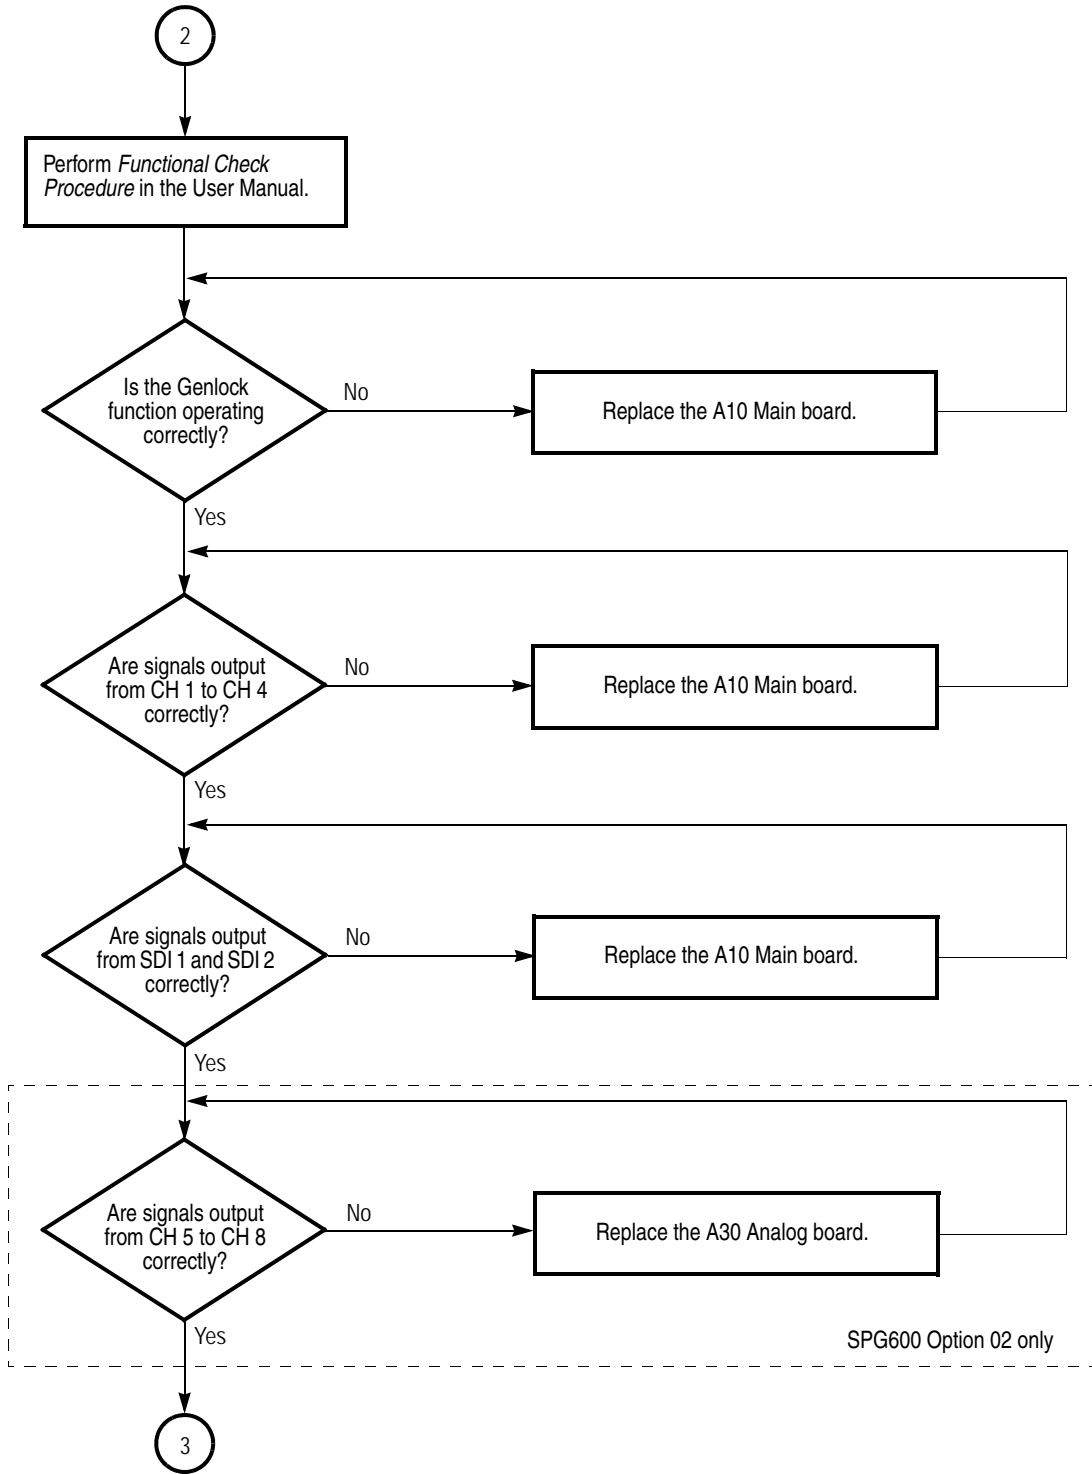 2
Perform Functional Check
Procedure in the User Manual.
Is the Genlock
function operating
correctly?
No
Replace the A10 Main board.
Yes
Are signals output
from CH 1 to CH 4
correctly?
No
Replace the A10 Main board.
Yes
Are signals output
from SDI 1 and SDI 2
correctly?
No
Replace the A10 Main board.
Yes
Are signals output
from CH 5 to CH 8
correctly?
No
Replace the A30 Analog board.
Yes
SPG600 Option 02 only
3